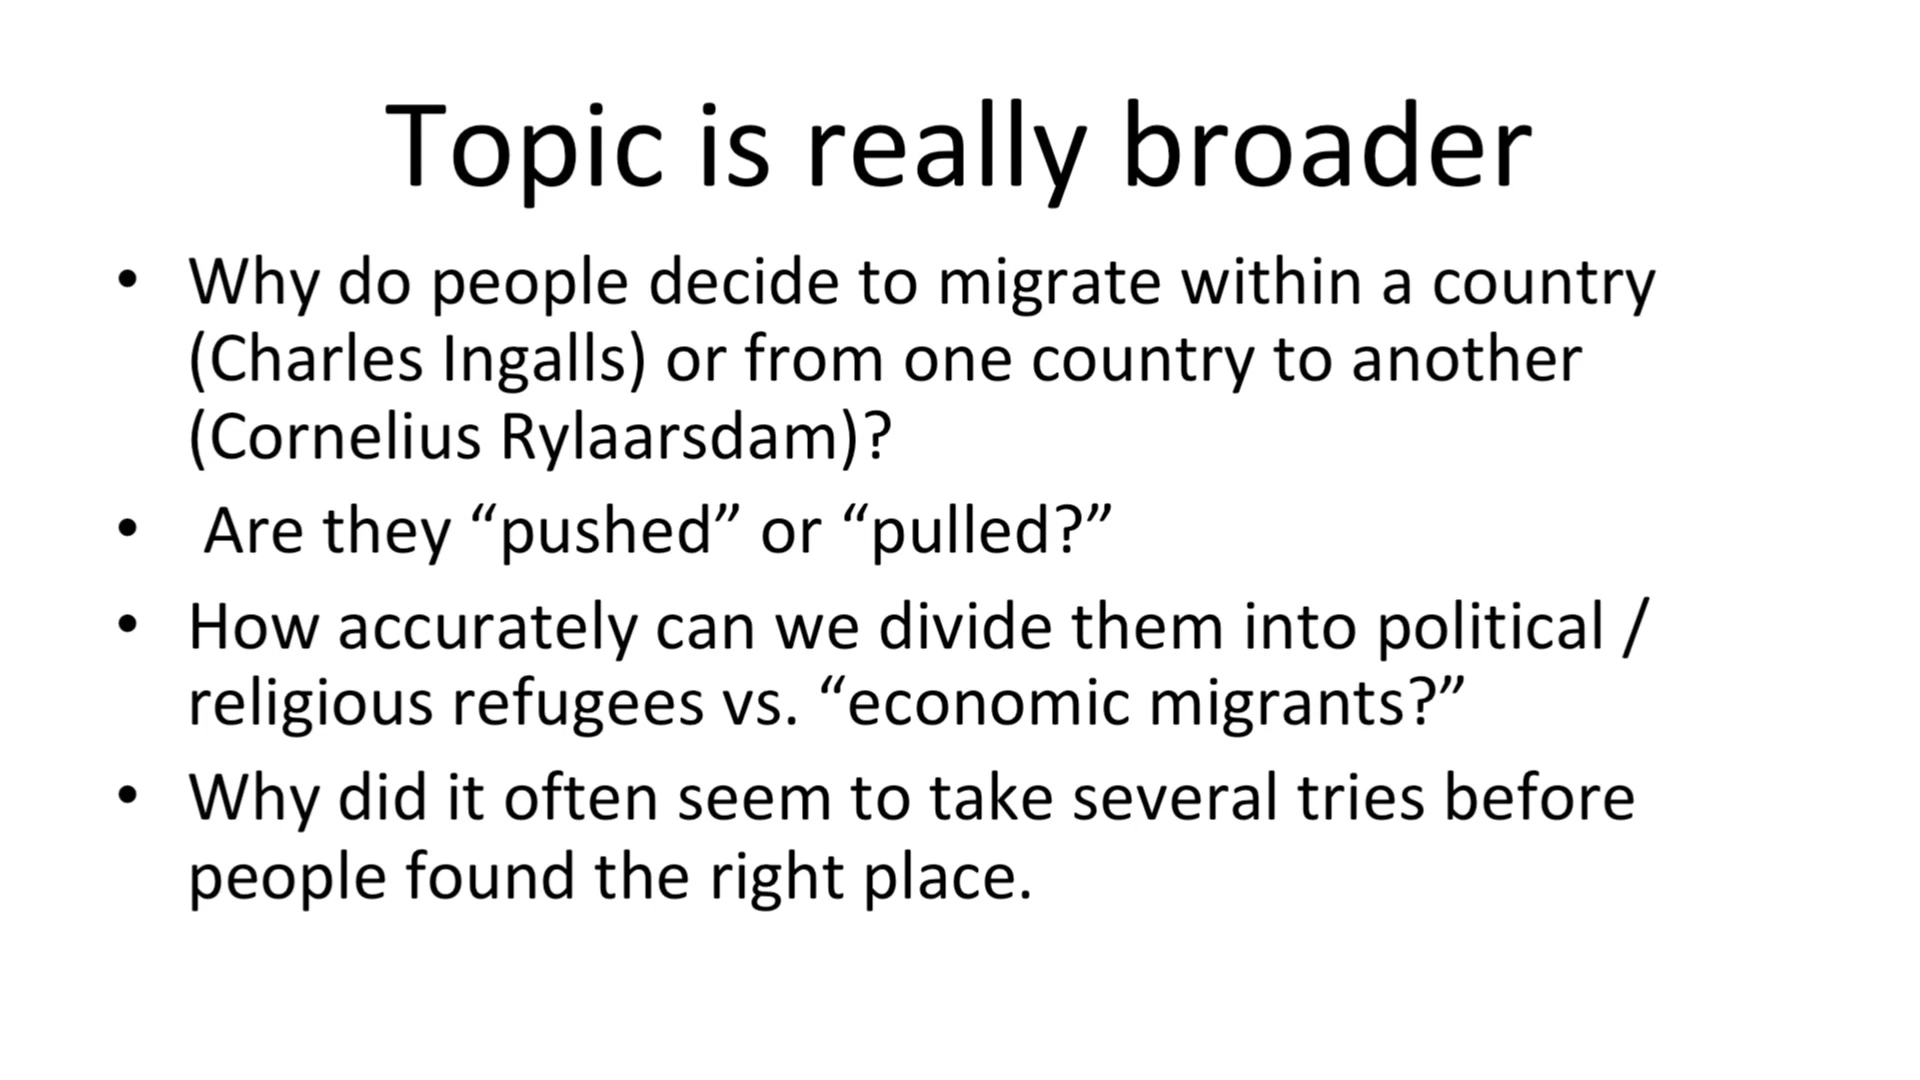 Topic is really broader
• Why do people decide to migrate within a country
(Charles Ingalls) or from one country to another
(Cornelius Rylaarsdam)?
• Are they “pushed” or “pulled?”
• How accurately can we divide them into political /
religious refugees vs. “economic migrants?”
• Why did it often seem to take several tries before
people found the right place.